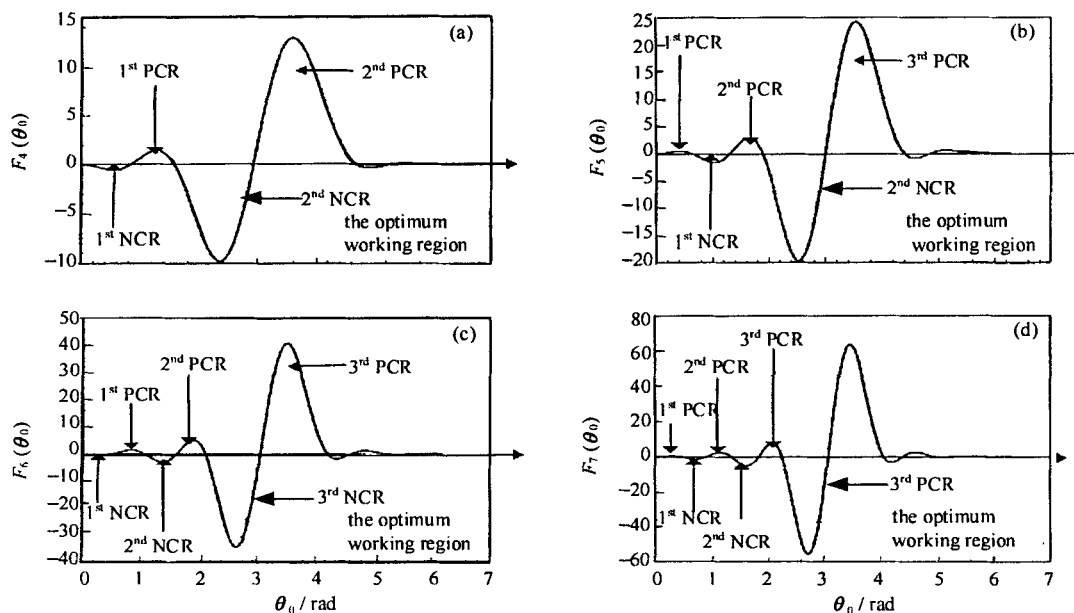 (a)
15
10
5
0
−5
−10
F4 (θ0)
1st PCR
2nd PCR
1st NCR
2nd NCR
the optimum
working region
(b)
25
20
15
10
5
0
−5
−10
−15
−20
F5 (θ0)
1st PCR
2nd PCR
3rd PCR
1st NCR
2nd NCR
the optimum
working region
(c)
50
40
30
20
10
0
−10
−20
−30
−40
F6 (θ0)
1st PCR
2nd PCR
3rd PCR
1st NCR
2nd NCR
3rd NCR
the optimum
working region
0 1 2 3 4 5 6 7
θ0 / rad
(d)
80
60
40
20
0
−20
−40
−60
F7 (θ0)
1st PCR
2nd PCR
3rd PCR
1st NCR
2nd NCR
3rd PCR
the optimum
working region
0 1 2 3 4 5 6 7
θ0 / rad